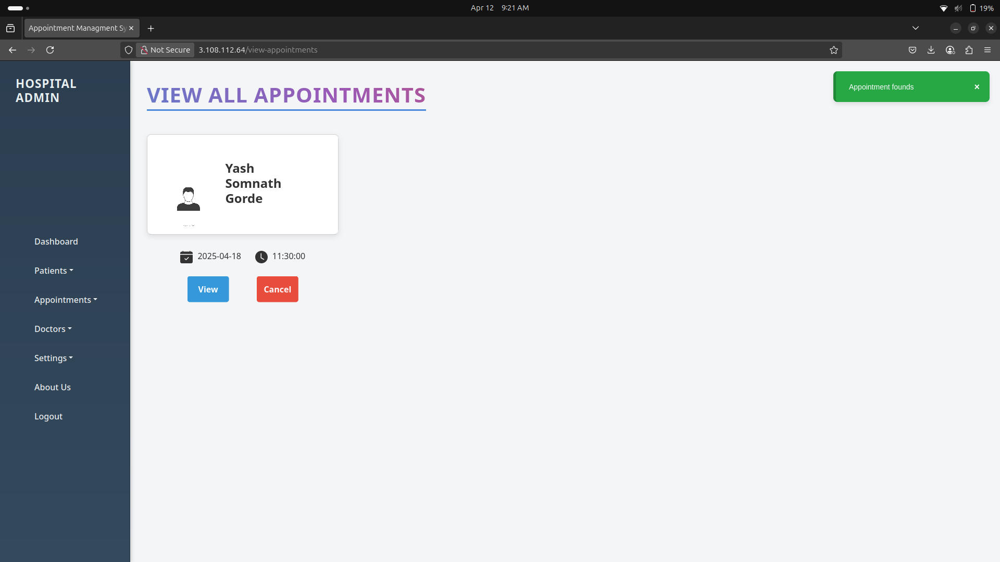 Apr 12 9:21 AM
19%
Appointment Managment Sy
Not Secure 3.108.112.64/view-appointments
HOSPITAL
ADMIN
Dashboard
Patients
Appointments
Doctors
Settings
About Us
Logout
VIEW ALL APPOINTMENTS
Appointment founds
Yash
Somnath
Gorde
2025-04-18 11:30:00
View Cancel